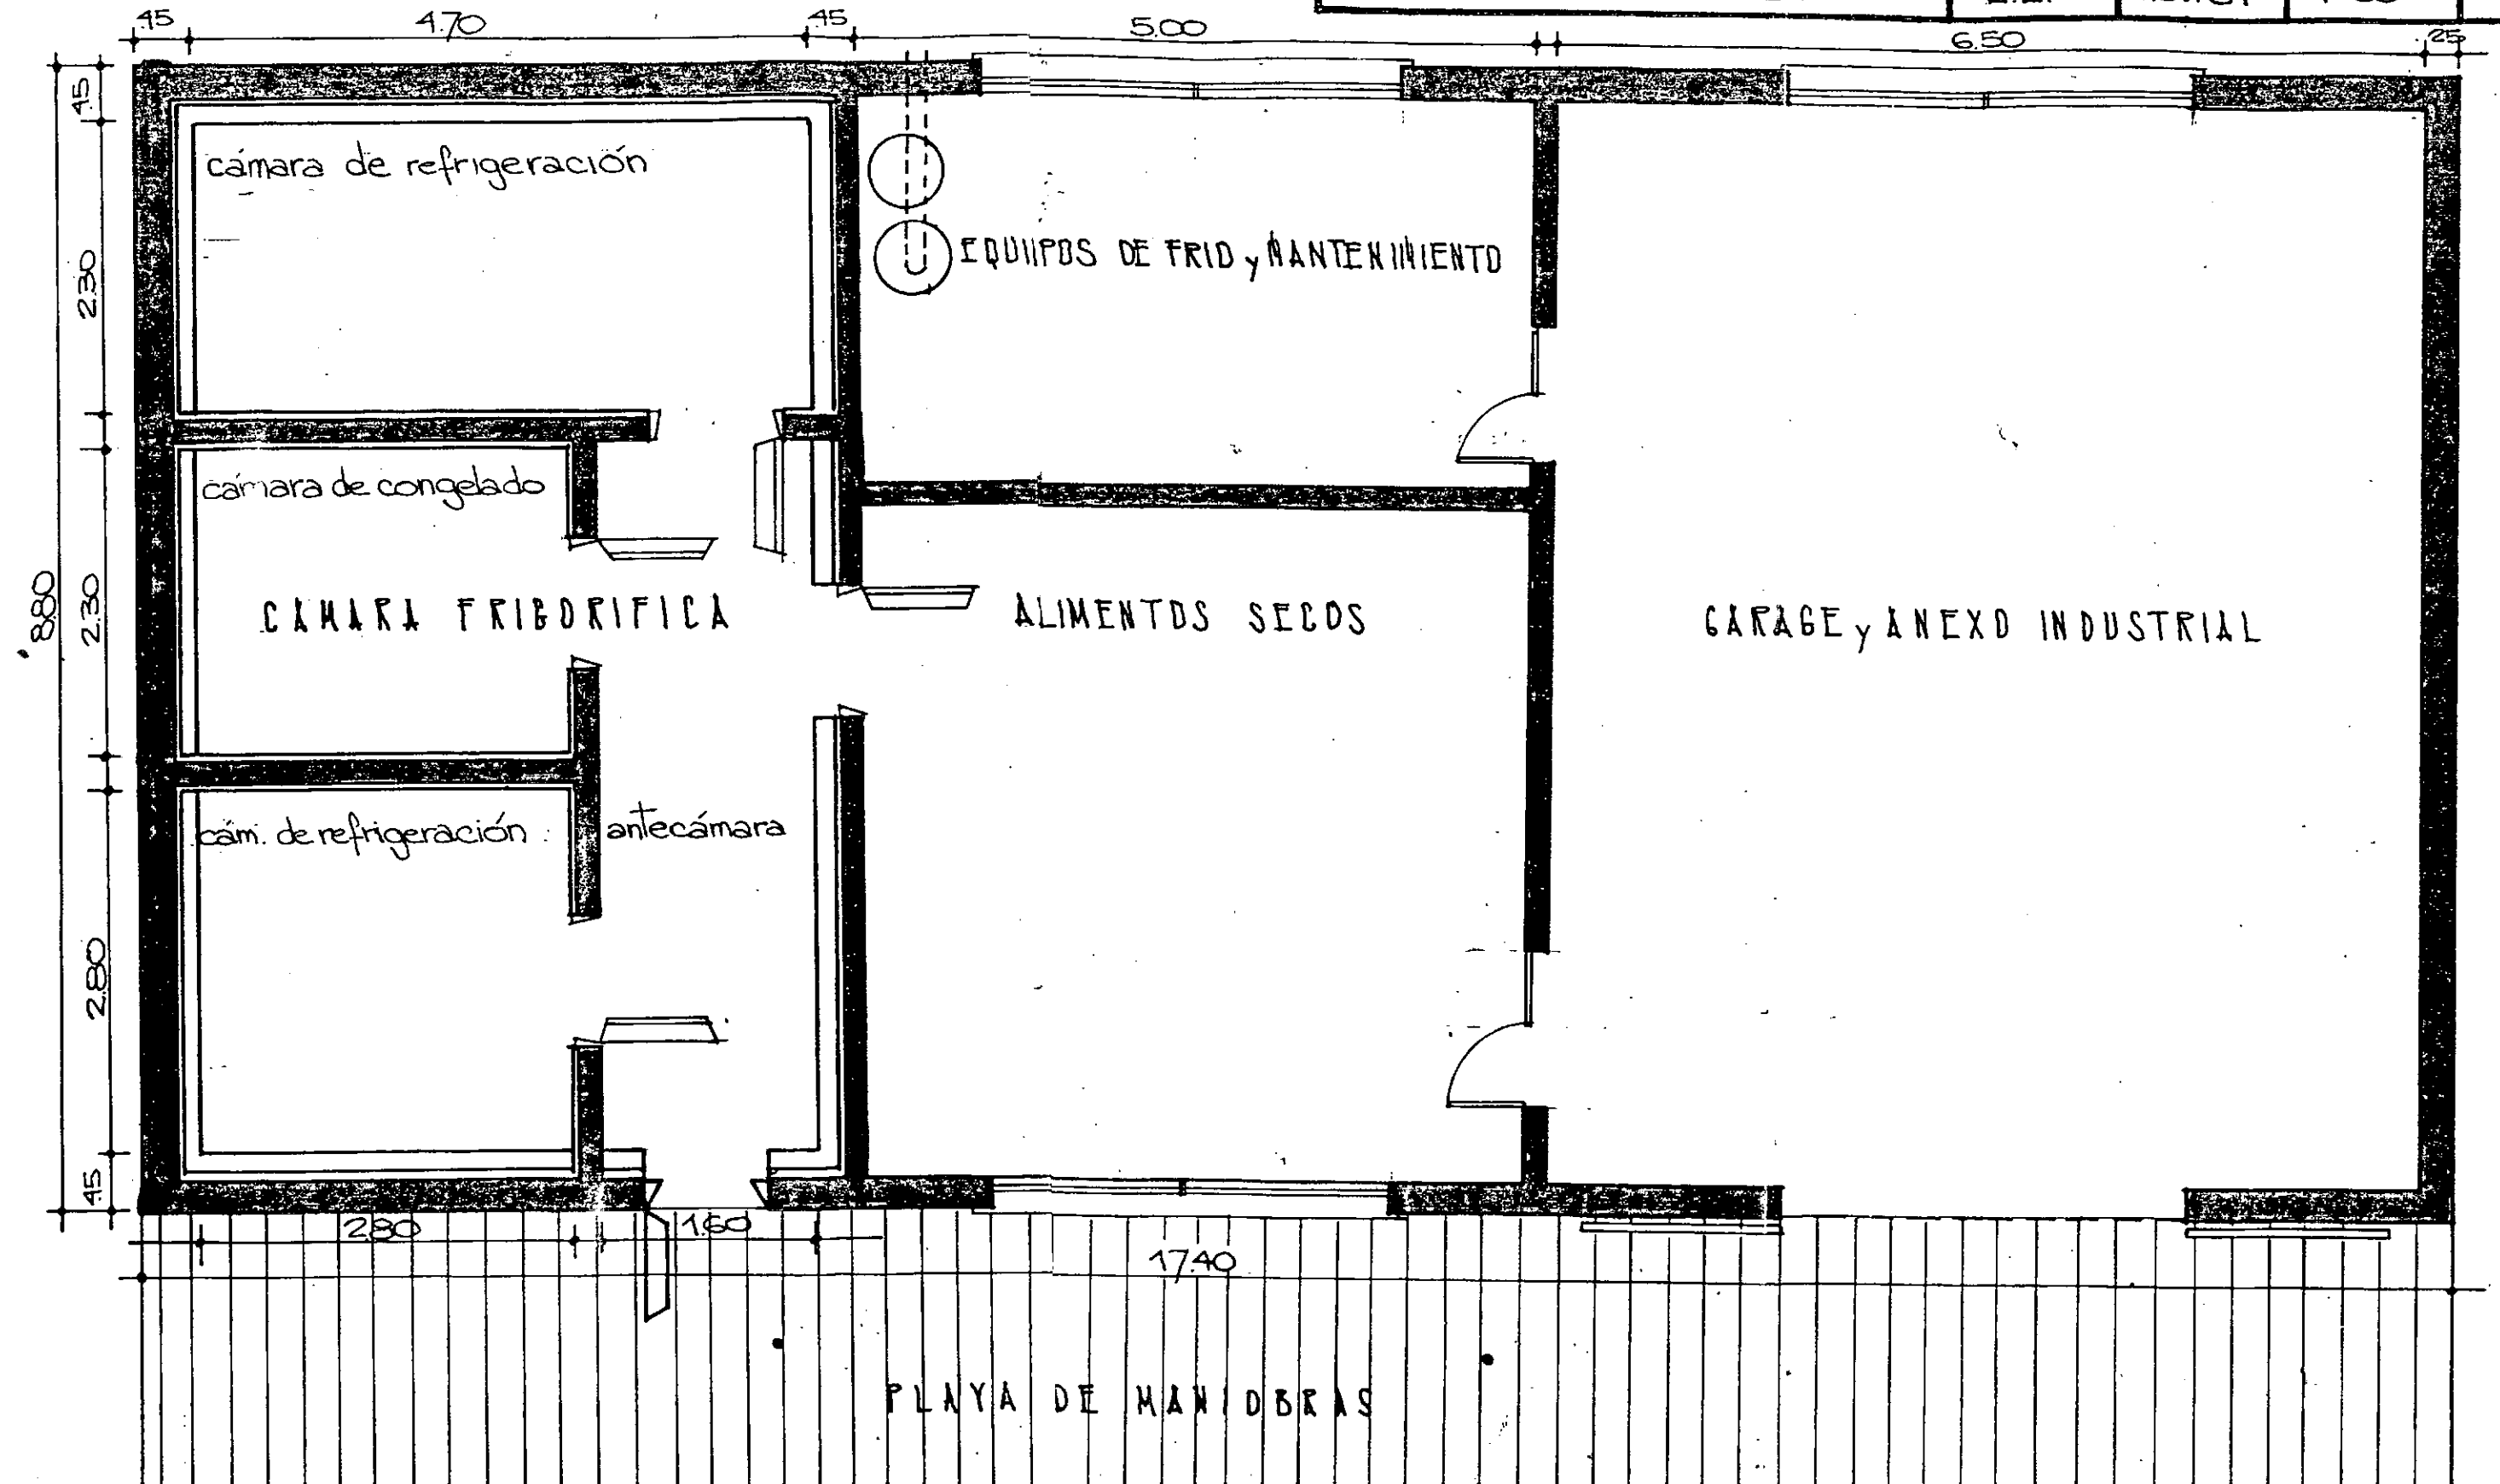 .45
4.70
.45
5.00
6.50
.25
.45
2.30
2.30
8.80
2.80
.45
cámara de refrigeración
EQUIPOS DE FRIO y MANTENIMIENTO
cámara de congelado
CAMARA FRIGORIFICA
ALIMENTOS SECOS
GARAGE y ANEXO INDUSTRIAL
cám. de refrigeración
antecámara
2.80
1.60
17.40
PLAYA DE MANIOBRAS